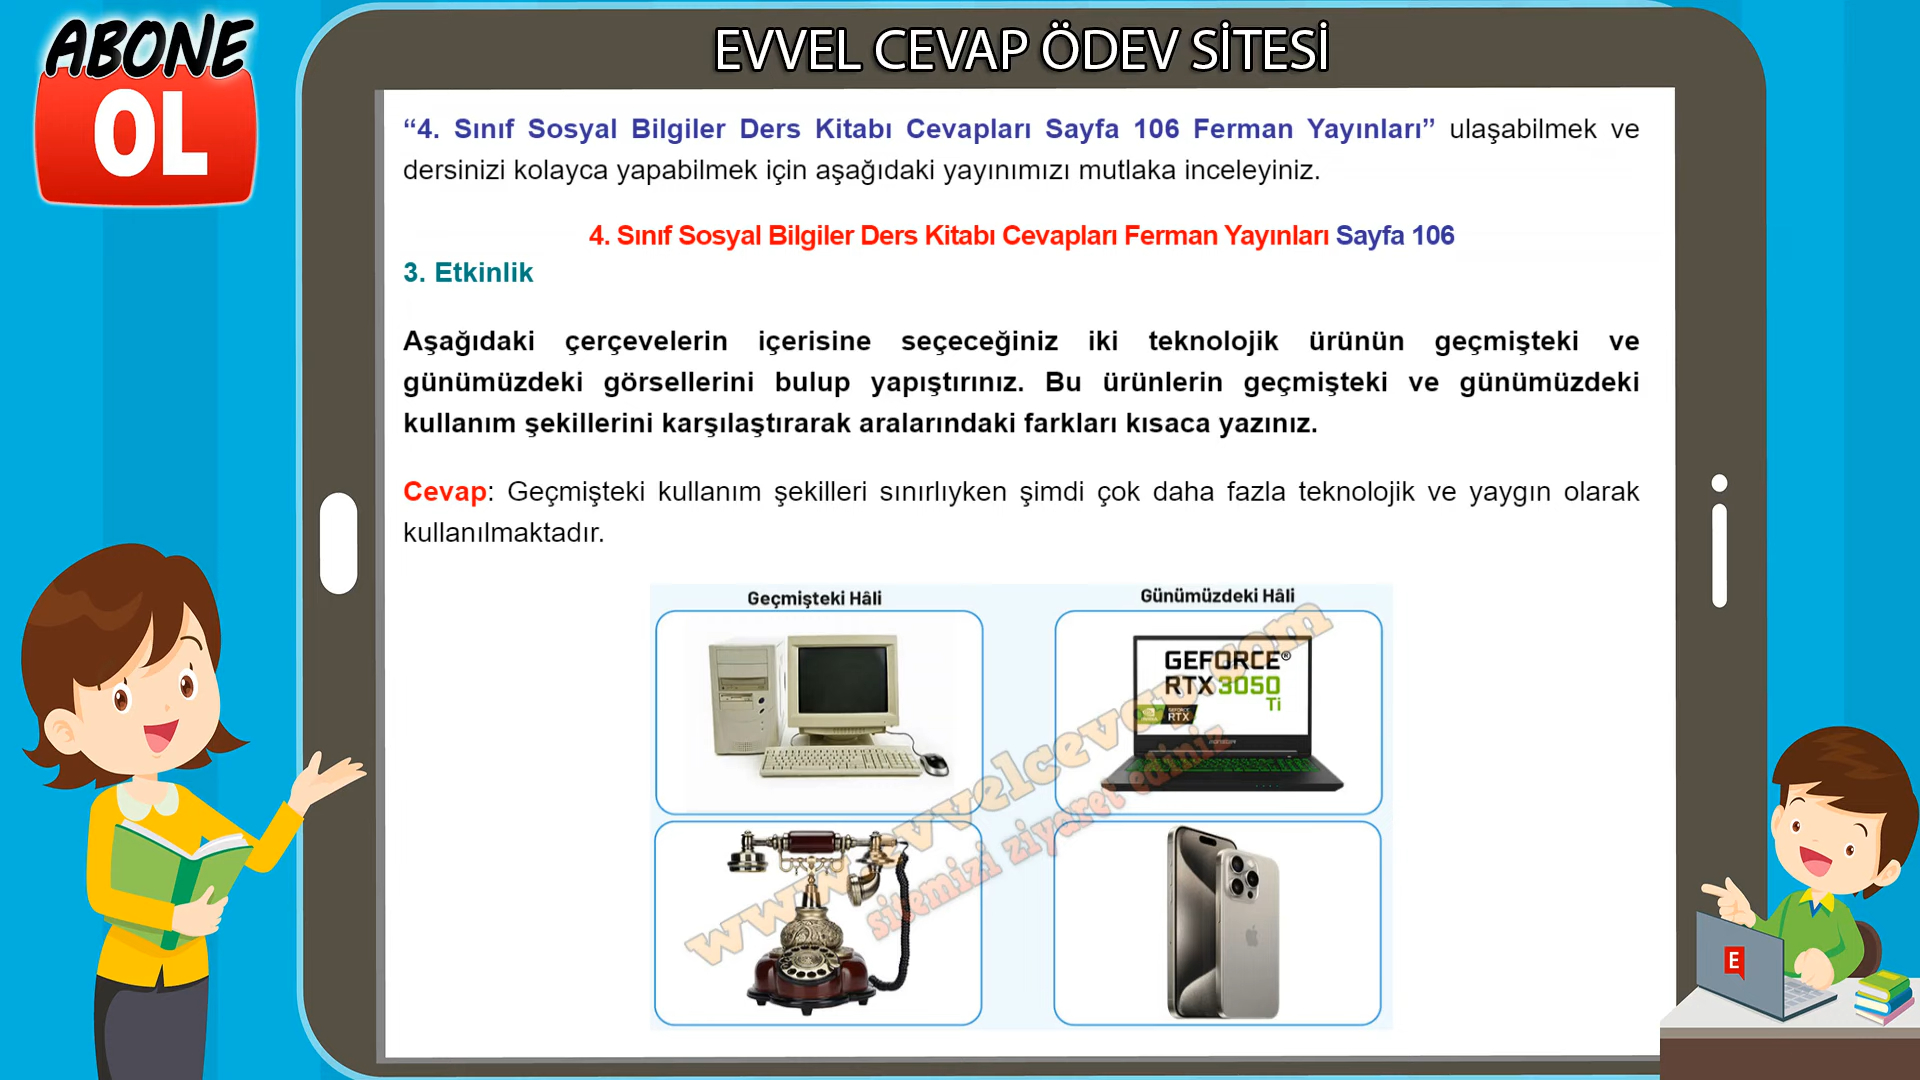 ABONE
OL
EVVEL CEVAP ÖDEV SİTESİ
“4. Sınıf Sosyal Bilgiler Ders Kitabı Cevapları Sayfa 106 Ferman Yayınları” ulaşabilmek ve
dersinizi kolayca yapabilmek için aşağıdaki yayınımızı mutlaka inceleyiniz.
4. Sınıf Sosyal Bilgiler Ders Kitabı Cevapları Ferman Yayınları Sayfa 106
3. Etkinlik
Aşağıdaki çerçevelerin içerisine seçeceğiniz iki teknolojik ürünün geçmişteki ve
günümüzdeki görsellerini bulup yapıştırınız. Bu ürünlerin geçmişteki ve günümüzdeki
kullanım şekillerini karşılaştırarak aralarındaki farkları kısaca yazınız.
Cevap: Geçmişteki kullanım şekilleri sınırlıyken şimdi çok daha fazla teknolojik ve yaygın olarak
kullanılmaktadır.
Geçmişteki Hâli
Günümüzdeki Hâli
GEFORCE®
RTX 3050
Ti
GEFORCE
RTX
www.evvelcevap.com
sitemizi ziyaret ediniz
E